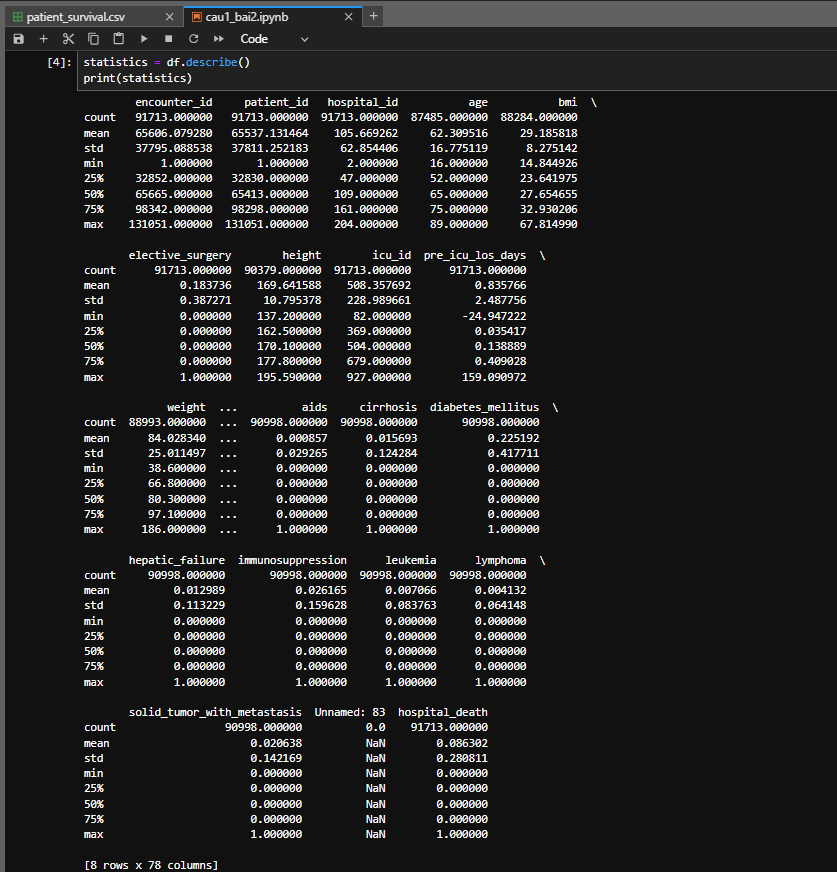 patient_survival.csv × cau1_bai2.ipynb × +
Code
[4]: statistics = df.describe()
print(statistics)
encounter_id patient_id hospital_id age bmi \
count 91713.000000 91713.000000 91713.000000 87485.000000 88284.000000
mean 65606.079280 65537.131464 105.669262 62.309516 29.185818
std 37795.088538 37811.252183 62.854406 16.775119 8.275142
min 1.000000 1.000000 2.000000 16.000000 14.844926
25% 32852.000000 32830.000000 47.000000 52.000000 23.641975
50% 65665.000000 65413.000000 109.000000 65.000000 27.654655
75% 98342.000000 98298.000000 161.000000 75.000000 32.930206
max 131051.000000 131051.000000 204.000000 89.000000 67.814990
elective_surgery height icu_id pre_icu_los_days \
count 91713.000000 90379.000000 91713.000000 91713.000000
mean 0.183736 169.641588 508.357692 0.835766
std 0.387271 10.795378 228.989661 2.487756
min 0.000000 137.200000 82.000000 -24.947222
25% 0.000000 162.500000 369.000000 0.035417
50% 0.000000 170.100000 504.000000 0.138889
75% 0.000000 177.800000 679.000000 0.409028
max 1.000000 195.590000 927.000000 159.090972
weight ... aids cirrhosis diabetes_mellitus \
count 88993.000000 ... 90998.000000 90998.000000 90998.000000
mean 84.028340 ... 0.000857 0.015693 0.225192
std 25.011497 ... 0.029265 0.124284 0.417711
min 38.600000 ... 0.000000 0.000000 0.000000
25% 66.800000 ... 0.000000 0.000000 0.000000
50% 80.300000 ... 0.000000 0.000000 0.000000
75% 97.100000 ... 0.000000 0.000000 0.000000
max 186.000000 ... 1.000000 1.000000 1.000000
hepatic_failure immunosuppression leukemia lymphoma \
count 90998.000000 90998.000000 90998.000000 90998.000000
mean 0.012989 0.026165 0.007066 0.004132
std 0.113229 0.159628 0.083763 0.064148
min 0.000000 0.000000 0.000000 0.000000
25% 0.000000 0.000000 0.000000 0.000000
50% 0.000000 0.000000 0.000000 0.000000
75% 0.000000 0.000000 0.000000 0.000000
max 1.000000 1.000000 1.000000 1.000000
solid_tumor_with_metastasis Unnamed: 83 hospital_death
count 90998.000000 0.0 91713.000000
mean 0.020638 NaN 0.086302
std 0.142169 NaN 0.280811
min 0.000000 NaN 0.000000
25% 0.000000 NaN 0.000000
50% 0.000000 NaN 0.000000
75% 0.000000 NaN 0.000000
max 1.000000 NaN 1.000000
[8 rows x 78 columns]